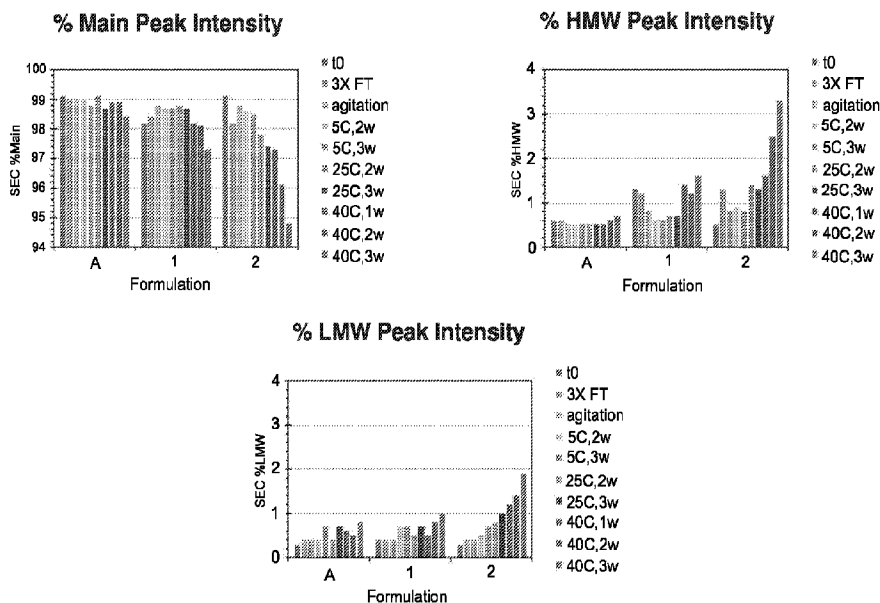 % Main Peak Intensity
100
99
98
97
96
95
94
SEC %Main
A 1 2
Formulation
t0
3X FT
agitation
5C,2w
5C,3w
25C,2w
25C,3w
40C,1w
40C,2w
40C,3w
% HMW Peak Intensity
4
3
2
1
0
SEC %HMW
A 1 2
Formulation
t0
3X FT
agitation
5C,2w
5C,3w
25C,2w
25C,3w
40C,1w
40C,2w
40C,3w
% LMW Peak Intensity
4
3
2
1
0
SEC %LMW
A 1 2
Formulation
t0
3X FT
agitation
5C,2w
5C,3w
25C,2w
25C,3w
40C,1w
40C,2w
40C,3w